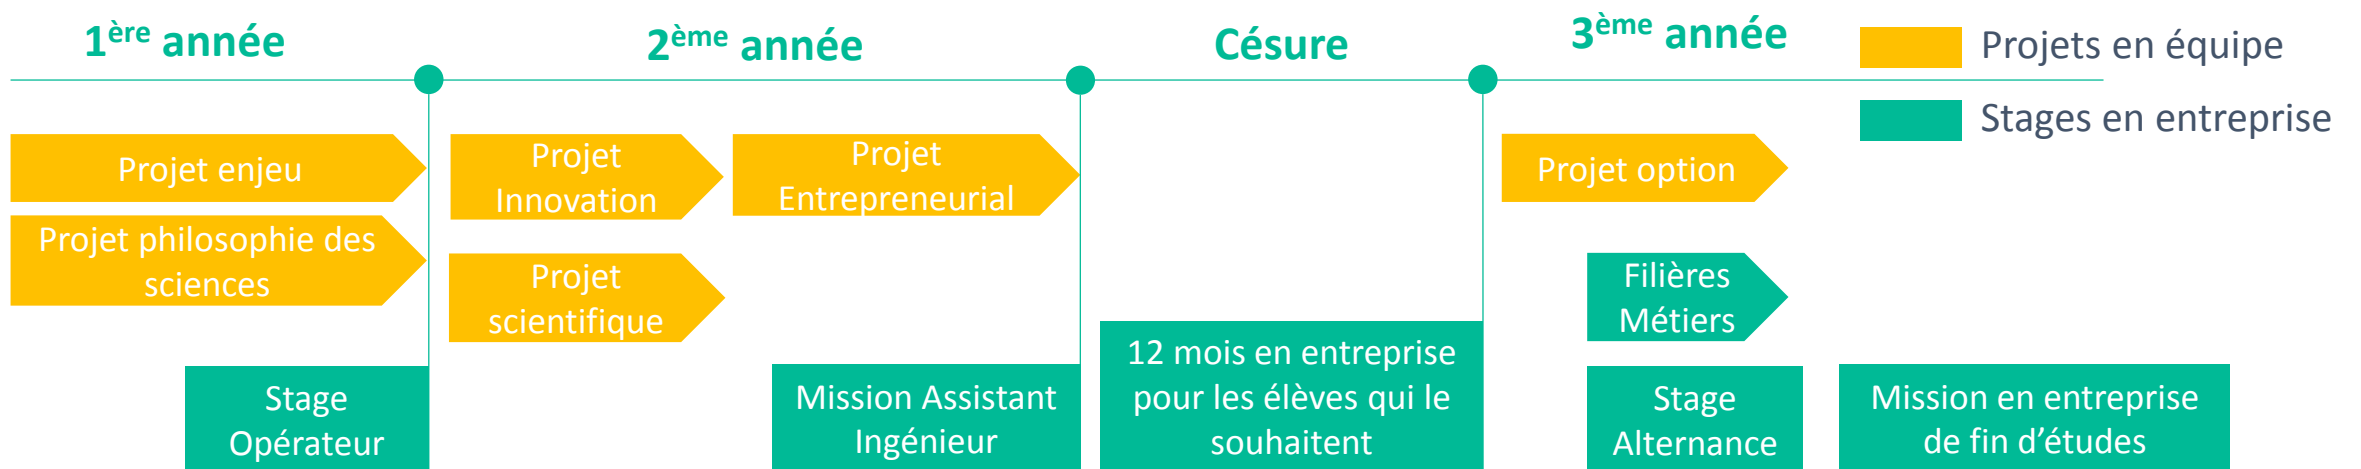 1ère année
2ème année
Césure
3ème année
Projets en équipe
Stages en entreprise
Projet enjeu
Projet philosophie des
sciences
Stage
Opérateur
Projet
Innovation
Projet
Entrepreneurial
Projet
scientifique
Mission Assistant
Ingénieur
12 mois en entreprise
pour les élèves qui le
souhaitent
Projet option
Filières
Métiers
Stage
Alternance
Mission en entreprise
de fin d’études